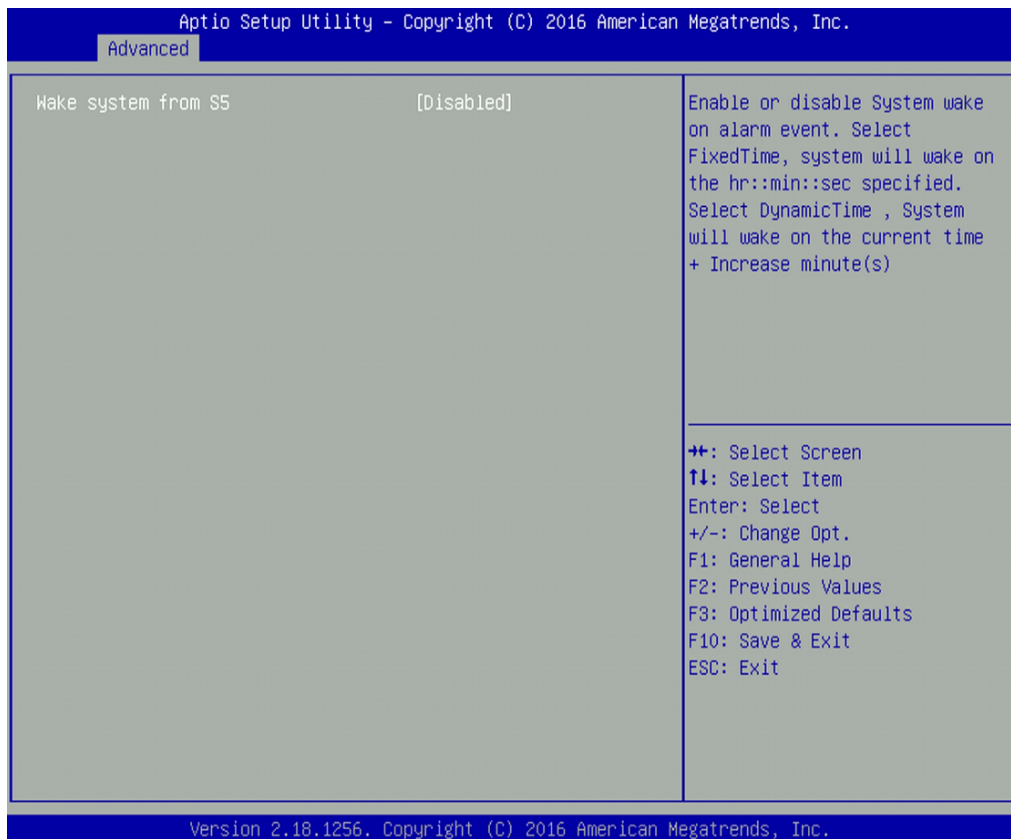 Aptio Setup Utility – Copyright (C) 2016 American Megatrends, Inc.
Advanced
Wake system from S5 [Disabled]
Enable or disable System wake
on alarm event. Select
FixedTime, system will wake on
the hr::min::sec specified.
Select DynamicTime , System
will wake on the current time
+ Increase minute(s)
→←: Select Screen
↑↓: Select Item
Enter: Select
+/-: Change Opt.
F1: General Help
F2: Previous Values
F3: Optimized Defaults
F10: Save & Exit
ESC: Exit
Version 2.18.1256. Copyright (C) 2016 American Megatrends, Inc.